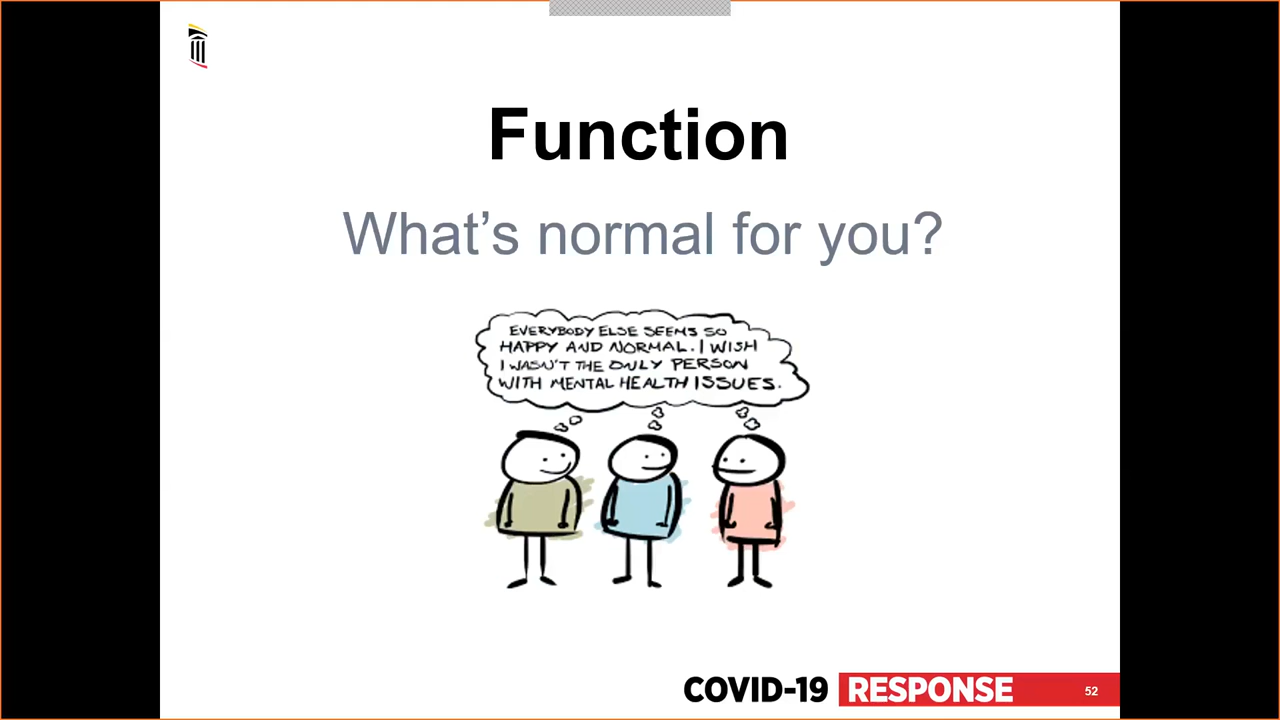 Function
What's normal for you?
EVERYBODY ELSE SEEMS SO
HAPPY AND NORMAL. I WISH
I WASN'T THE ONLY PERSON
WITH MENTAL HEALTH ISSUES.
COVID-19 RESPONSE 52